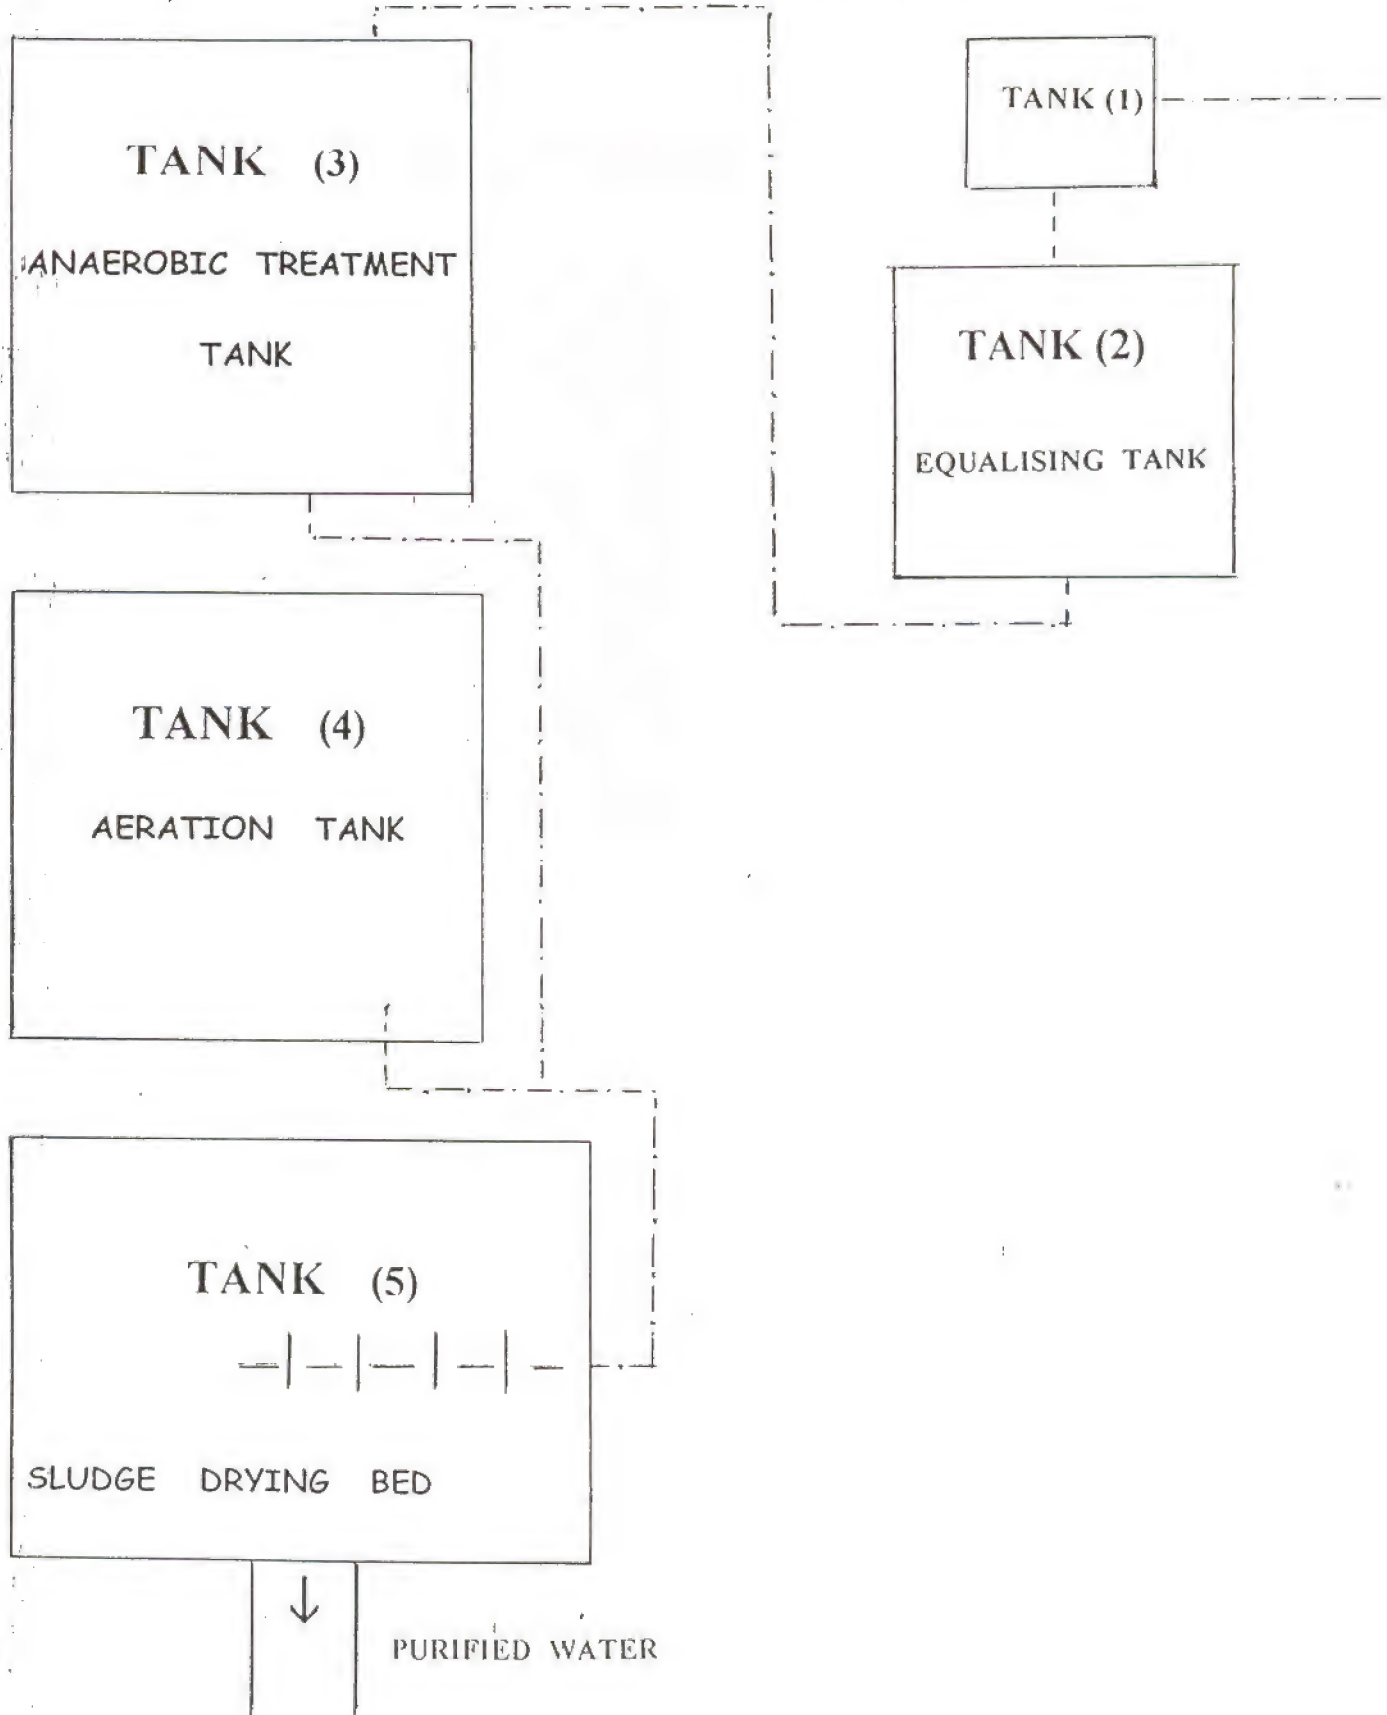 TANK (1)
TANK (2)
EQUALISING TANK
TANK (3)
ANAEROBIC TREATMENT
TANK
TANK (4)
AERATION TANK
TANK (5)
SLUDGE DRYING BED
PURIFIED WATER